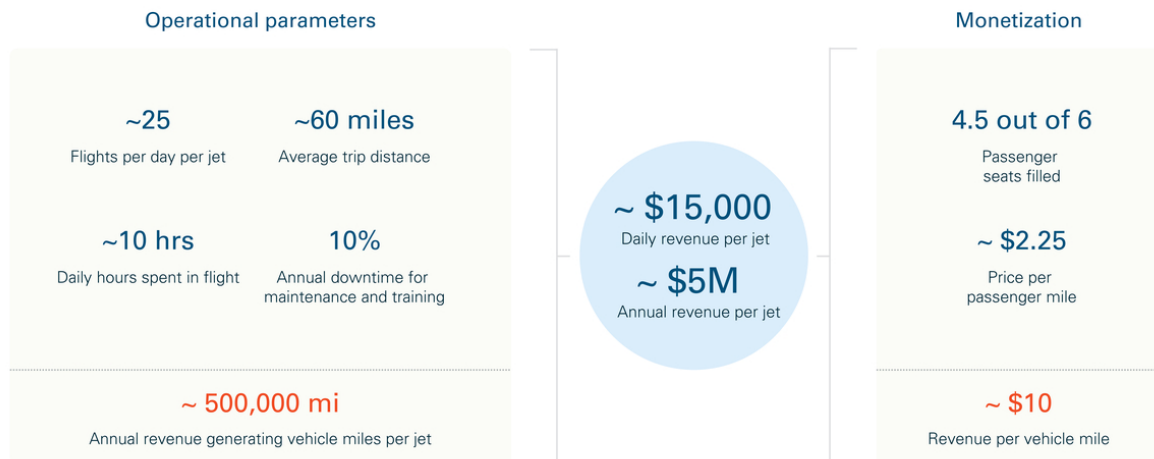 Operational parameters
~25
Flights per day per jet
~60 miles
Average trip distance
~10 hrs
Daily hours spent in flight
10%
Annual downtime for
maintenance and training
~ 500,000 mi
Annual revenue generating vehicle miles per jet
~ $15,000
Daily revenue per jet
~ $5M
Annual revenue per jet
Monetization
4.5 out of 6
Passenger
seats filled
~ $2.25
Price per
passenger mile
~ $10
Revenue per vehicle mile